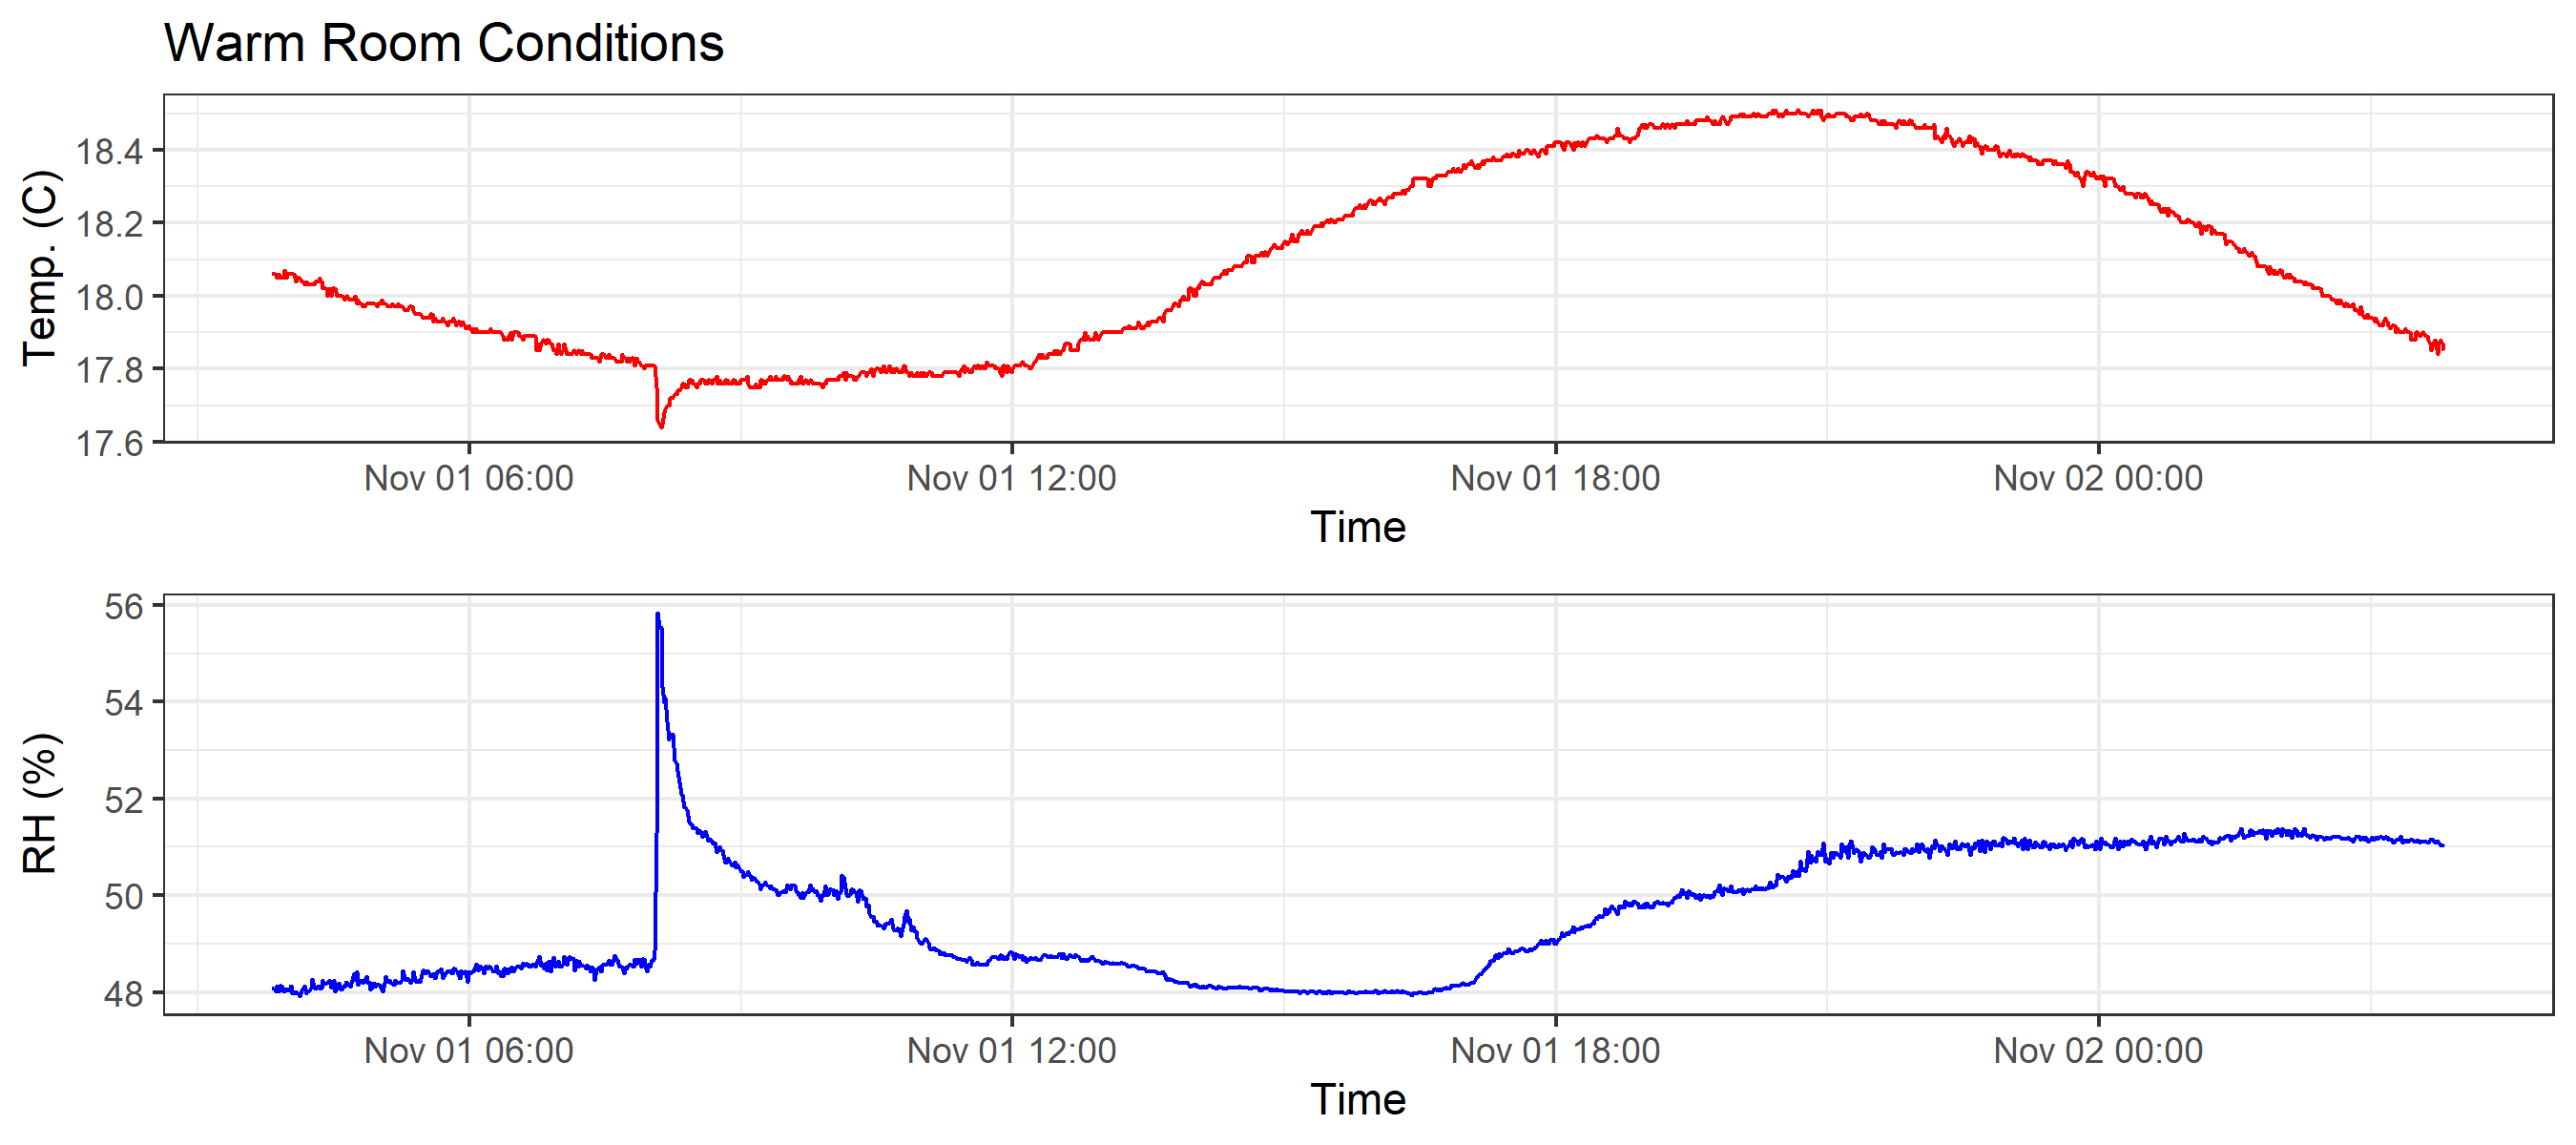 Warm Room Conditions
Temp. (C)
18.4
18.2
18.0
17.8
17.6
Nov 01 06:00 Nov 01 12:00 Nov 01 18:00 Nov 02 00:00
Time
RH (%)
56
54
52
50
48
Nov 01 06:00 Nov 01 12:00 Nov 01 18:00 Nov 02 00:00
Time